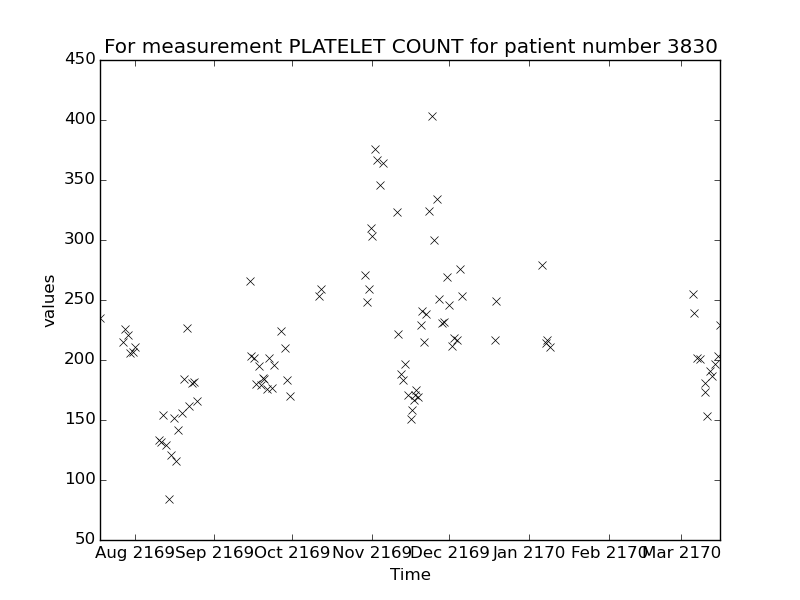 For measurement PLATELET COUNT for patient number 3830
450
400
350
300
250
200
150
100
50
values
Aug 2169 Sep 2169 Oct 2169 Nov 2169 Dec 2169 Jan 2170 Feb 2170 Mar 2170
Time